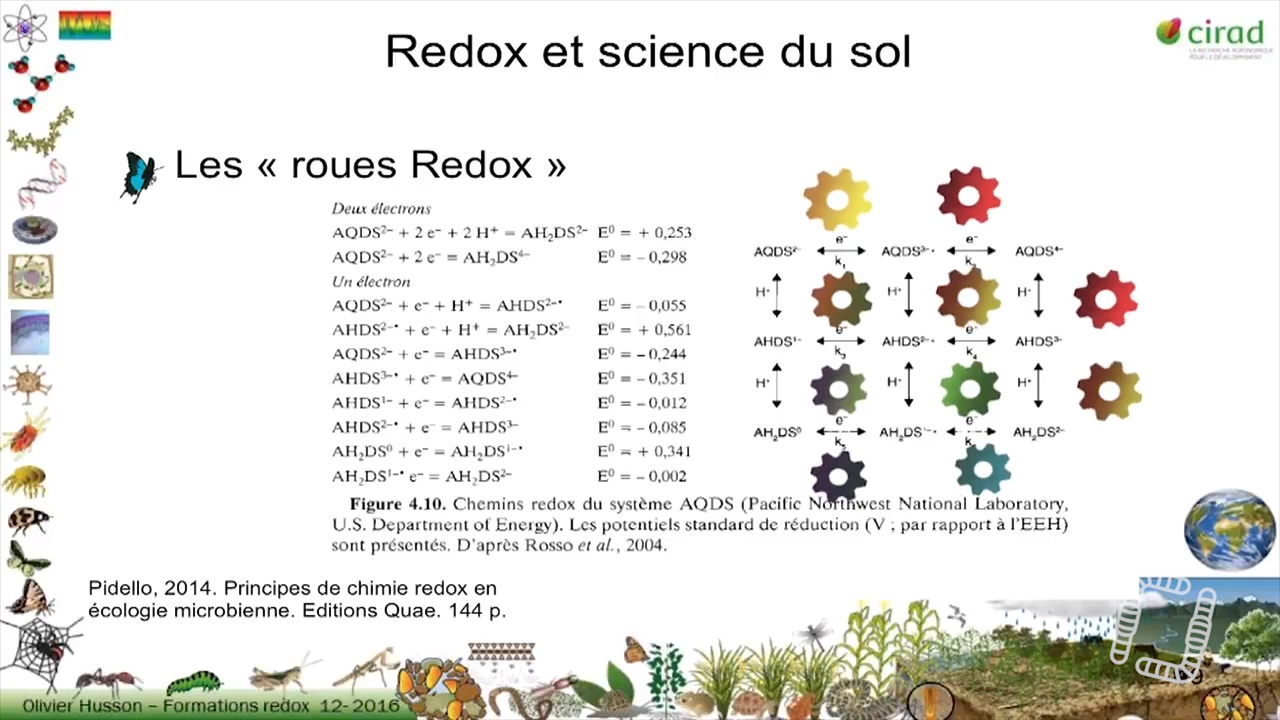 Redox et science du sol
cirad
LA RECHERCHE AGRONOMIQUE
POUR LE DÉVELOPPEMENT
Les « roues Redox »
Deux électrons
AQDS²⁻ + 2 e⁻ + 2 H⁺ = AH₂DS²⁻ E⁰ = + 0,253
AQDS²⁻ + 2 e⁻ = AH₂DS⁴⁻ E⁰ = – 0,298
Un électron
AQDS²⁻ + e⁻ + H⁺ = AHDS²⁻• E⁰ = – 0,055
AHDS²⁻• + e⁻ + H⁺ = AH₂DS²⁻ E⁰ = + 0,561
AQDS²⁻ + e⁻ = AHDS³⁻• E⁰ = – 0,244
AHDS³⁻• + e⁻ = AQDS⁴⁻ E⁰ = – 0,351
AHDS¹⁻ + e⁻ = AHDS²⁻• E⁰ = – 0,012
AHDS²⁻• + e⁻ = AHDS³⁻ E⁰ = – 0,085
AH₂DS⁰ + e⁻ = AH₂DS¹⁻• E⁰ = + 0,341
AH₂DS¹⁻• e⁻ = AH₂DS²⁻ E⁰ = – 0,002
e⁻ e⁻
AQDS²⁻ AQDS³⁻• AQDS⁴⁻
k₁ k
H⁺ H⁺ H⁺
e⁻ e⁻
AHDS¹⁻ AHDS²⁻• AHDS³⁻
k₃ k₄
H⁺ H⁺ H⁺
e⁻ e⁻
AH₂DS⁰ AH₂DS¹⁻• AH₂DS²⁻
k₅ k
Figure 4.10. Chemins redox du système AQDS (Pacific Northwest National Laboratory,
U.S. Department of Energy). Les potentiels standard de réduction (V ; par rapport à l'EEH)
sont présentés. D'après Rosso et al., 2004.
Pidello, 2014. Principes de chimie redox en
écologie microbienne. Editions Quae. 144 p.
Olivier Husson – Formations redox 12- 2016